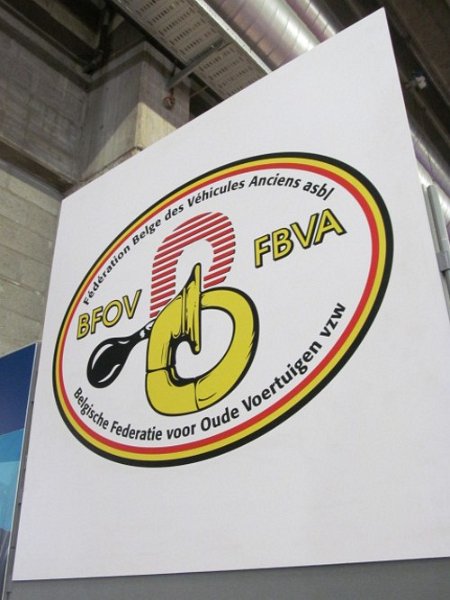 Fédération Belge des Véhicules Anciens asbl
BFOV
FBVA
Belgische Federatie voor Oude Voertuigen vzw